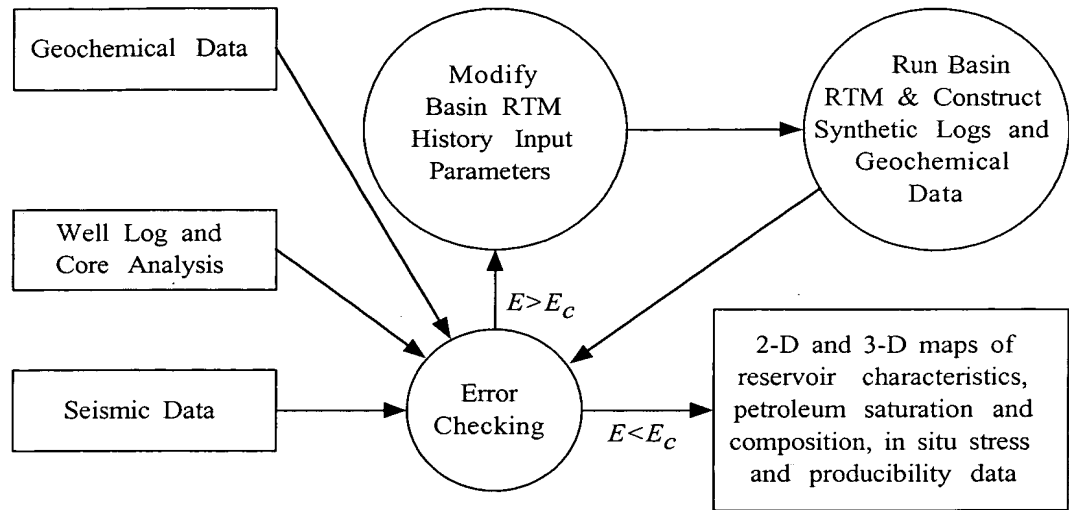 Geochemical Data
Modify
Basin RTM
History Input
Parameters
Run Basin
RTM & Construct
Synthetic Logs and
Geochemical
Data
Well Log and
Core Analysis
E>Ec
Seismic Data
Error
Checking
E<Ec
2-D and 3-D maps of
reservoir characteristics,
petroleum saturation and
composition, in situ stress
and producibility data